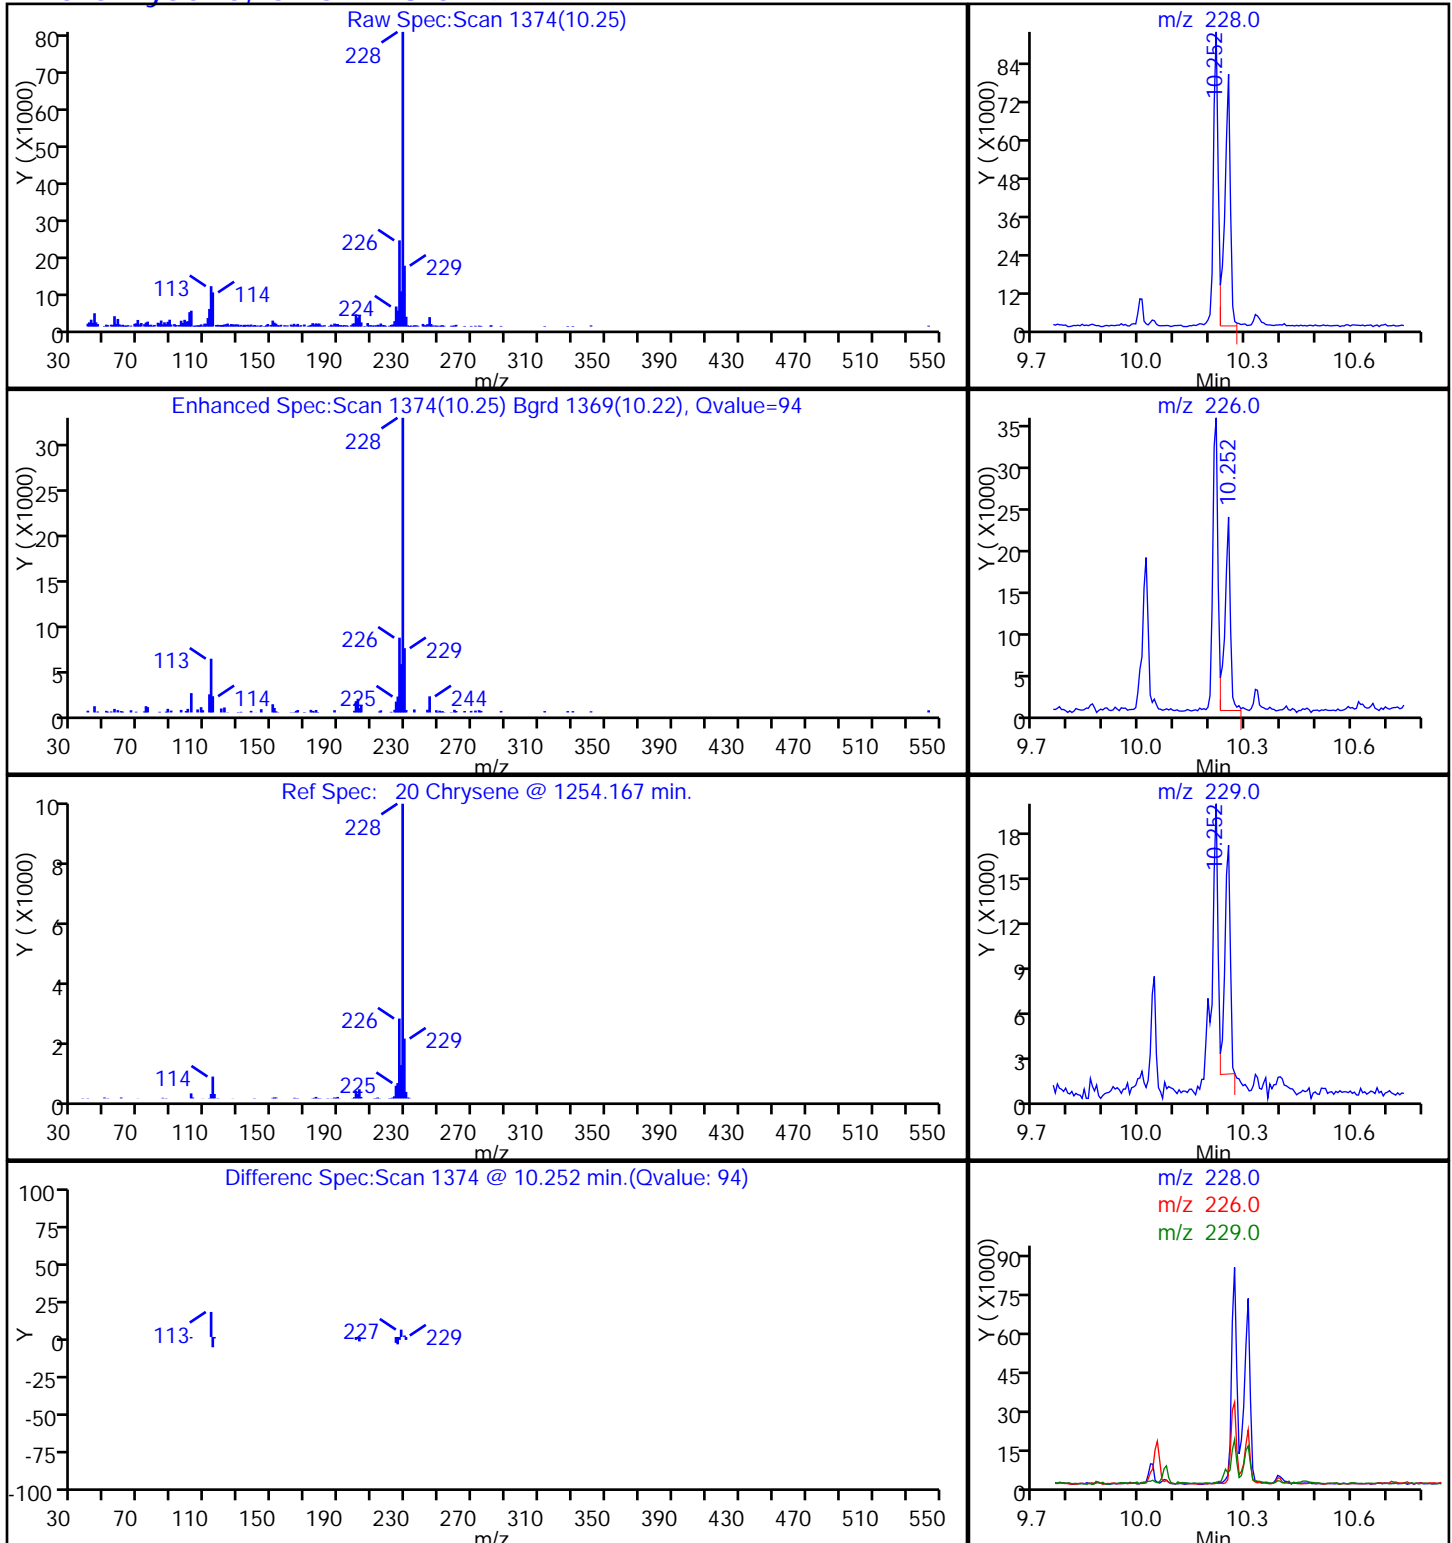 Raw Spec:Scan 1374(10.25)
80
70
60
50
40
30
20
10
0
Y ( X1000)
228
226
229
113
114
224
30 70 110 150 190 230 270 310 350 390 430 470 510 550
m/z
m/z 228.0
84
72
60
48
36
24
12
0
Y ( X1000)
10.252
9.7 10.0 10.3 10.6
Min
Enhanced Spec:Scan 1374(10.25) Bgrd 1369(10.22), Qvalue=94
30
25
20
15
10
5
0
Y ( X1000)
228
226
229
113
114
225
244
30 70 110 150 190 230 270 310 350 390 430 470 510 550
m/z
m/z 226.0
35
30
25
20
15
10
5
0
Y ( X1000)
10.252
9.7 10.0 10.3 10.6
Min
Ref Spec: 20 Chrysene @ 1254.167 min.
10
8
6
4
2
0
Y ( X1000)
228
226
229
114
225
30 70 110 150 190 230 270 310 350 390 430 470 510 550
m/z
m/z 229.0
18
15
12
9
6
3
0
Y ( X1000)
10.252
9.7 10.0 10.3 10.6
Min
Differenc Spec:Scan 1374 @ 10.252 min.(Qvalue: 94)
100
75
50
25
0
-25
-50
-75
-100
Y
113
227
229
30 70 110 150 190 230 270 310 350 390 430 470 510 550
m/z
m/z 228.0
m/z 226.0
m/z 229.0
90
75
60
45
30
15
0
Y ( X1000)
9.7 10.0 10.3 10.6
Min